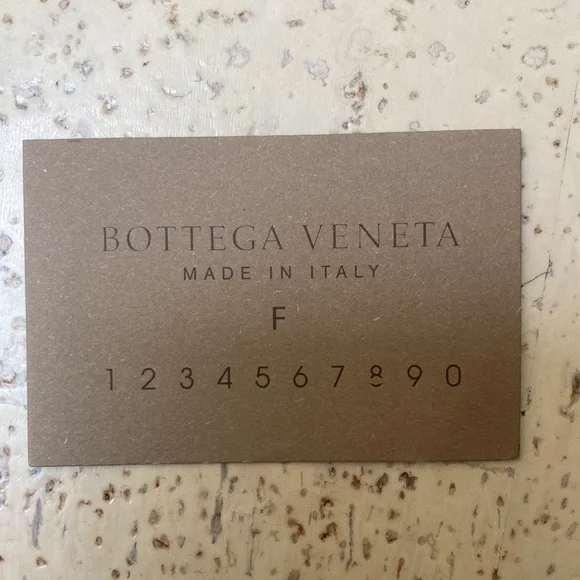 BOTTEGA VENETA
MADE IN ITALY
F
1 2 3 4 5 6 7 8 9 0